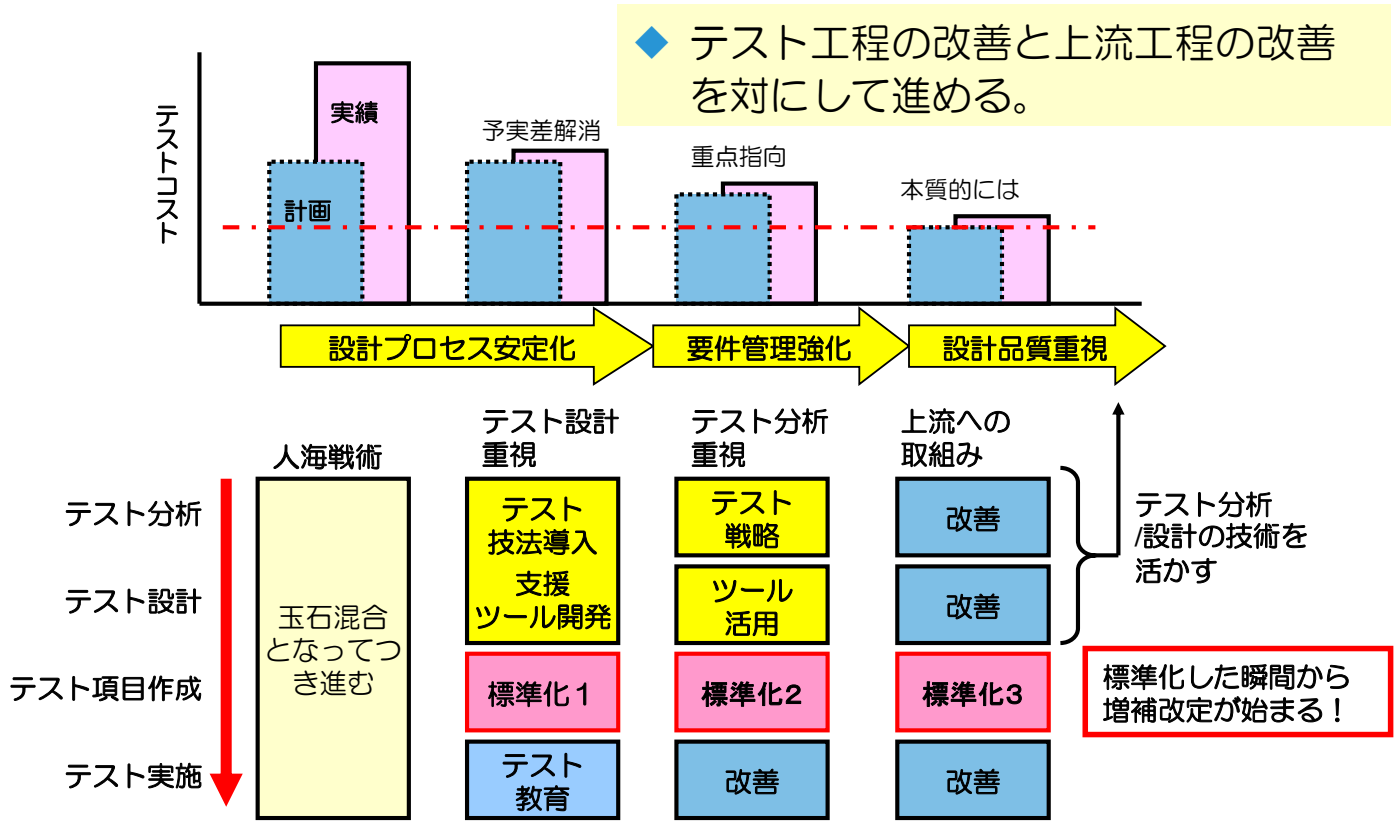 テスト工程の改善と上流工程の改善
を対にして進める。
テストコスト
実績
計画
予実差解消
重点指向
本質的には
設計プロセス安定化
要件管理強化
設計品質重視
人海戦術
テスト設計
重視
テスト分析
重視
上流への
取組み
テスト分析
テスト設計
テスト項目作成
テスト実施
玉石混合
となってつ
き進む
テスト
技法導入
支援
ツール開発
標準化１
テスト
教育
テスト
戦略
ツール
活用
標準化2
改善
改善
改善
標準化3
改善
テスト分析
/設計の技術を
活かす
標準化した瞬間から
増補改定が始まる！